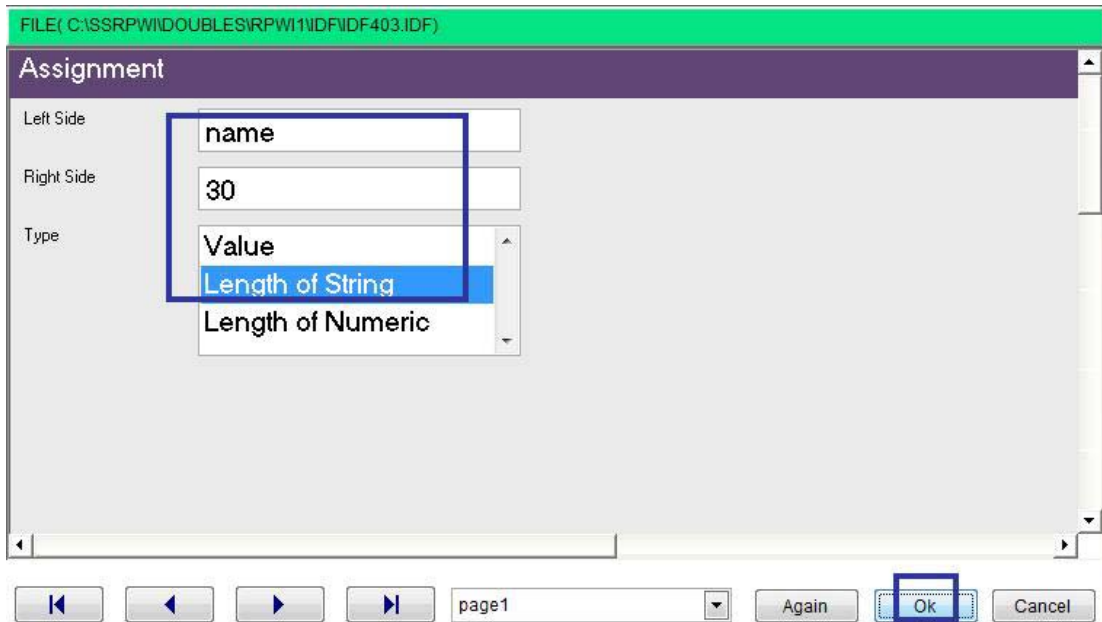 FILE( C:\SSRPWI\DOUBLES\RPWI1\IDF\IDF403.IDF)
Assignment
Left Side
name
Right Side
30
Type
Value
Length of String
Length of Numeric
page1
Again
Ok
Cancel